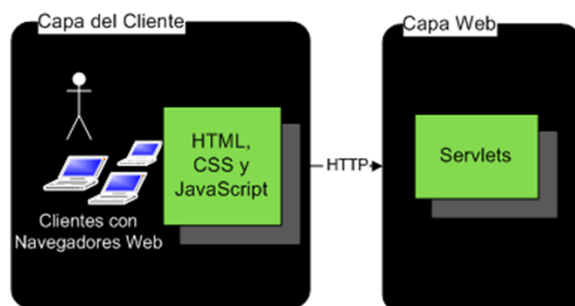 Capa del Cliente
Capa Web
HTML,
CSS y
JavaScript
HTTP
Servlets
Clientes con
Navegadores Web